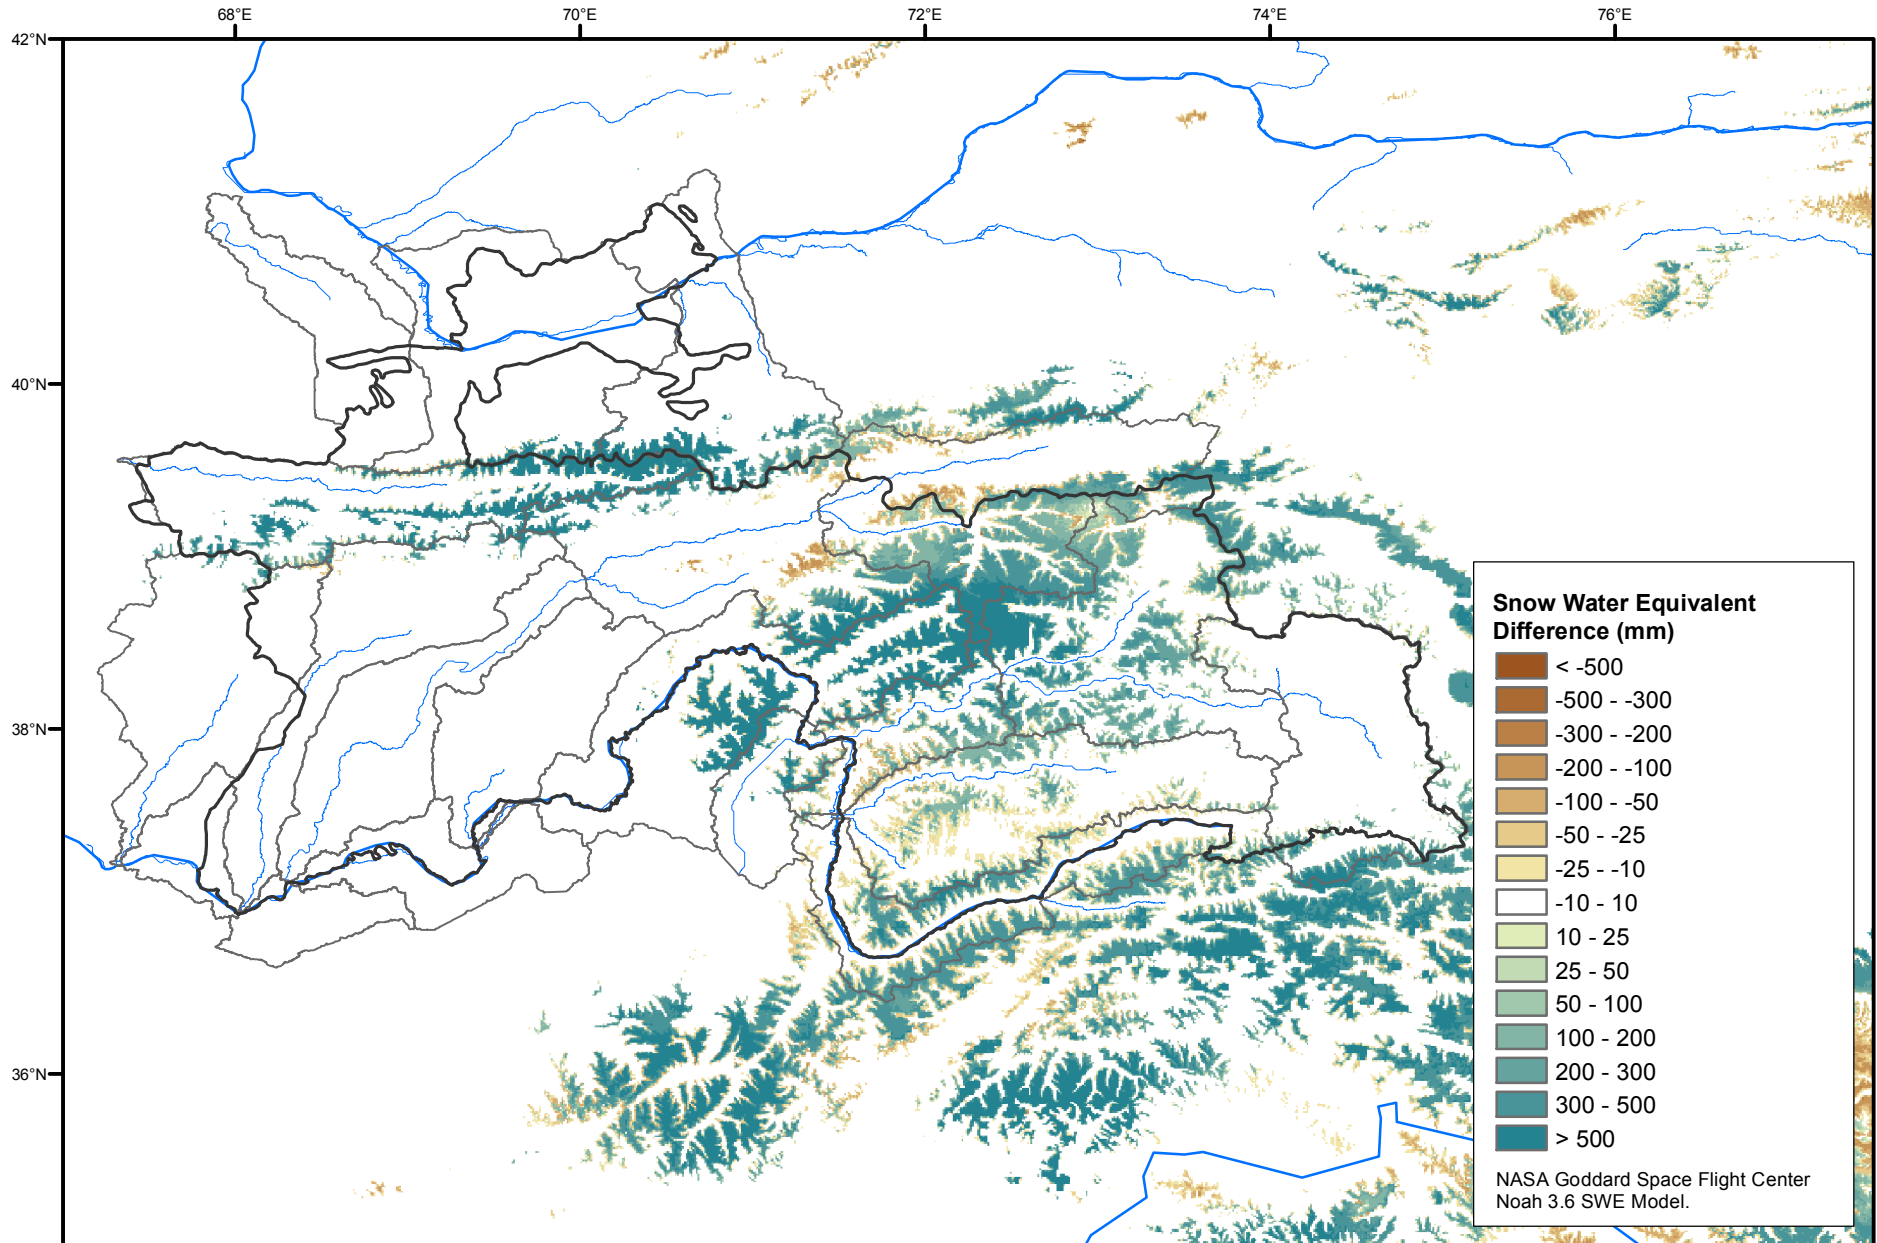 68°E
70°E
72°E
74°E
76°E
42°N
40°N
38°N
36°N
Snow Water Equivalent
Difference (mm)
< -500
-500 - -300
-300 - -200
-200 - -100
-100 - -50
-50 - -25
-25 - -10
-10 - 10
10 - 25
25 - 50
50 - 100
100 - 200
200 - 300
300 - 500
> 500
NASA Goddard Space Flight Center
Noah 3.6 SWE Model.